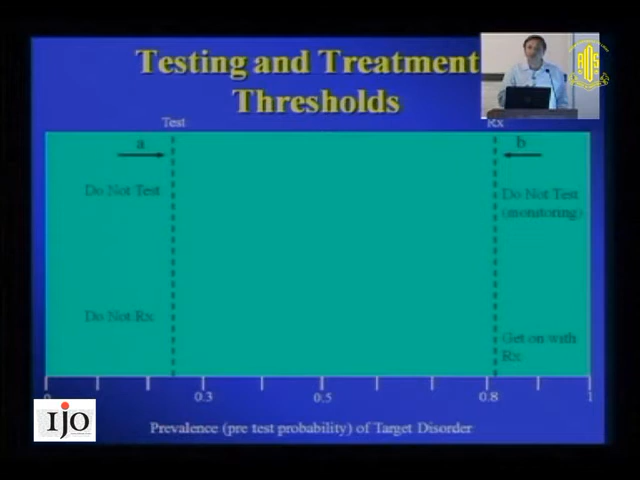 Testing and Treatment
Thresholds
Test
Rx
a
b
Do Not Test
Do Not Test
(monitoring)
Do Not Rx
Get on with
Rx
0
0.3
0.5
0.8
1
Prevalence (pre test probability) of Target Disorder
IJO